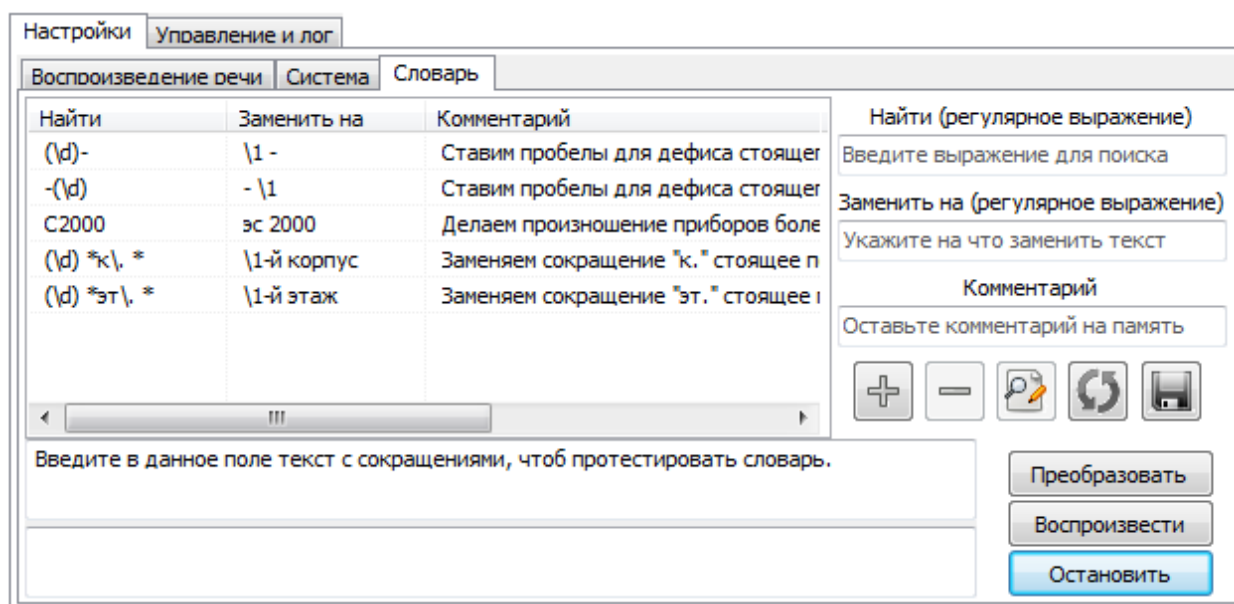 Настройки Управление и лог
Воспроизведение речи Система Словарь
Найти Заменить на Комментарий
(\d)- \1 - Ставим пробелы для дефиса стоящег
-(\d) - \1 Ставим пробелы для дефиса стоящег
C2000 эс 2000 Делаем произношение приборов боле
(\d) *к\. * \1-й корпус Заменяем сокращение "к." стоящее п
(\d) *эт\. * \1-й этаж Заменяем сокращение "эт." стоящее
Найти (регулярное выражение)
Введите выражение для поиска
Заменить на (регулярное выражение)
Укажите на что заменить текст
Комментарий
Оставьте комментарий на память
Введите в данное поле текст с сокращениями, чтоб протестировать словарь.
Преобразовать
Воспроизвести
Остановить